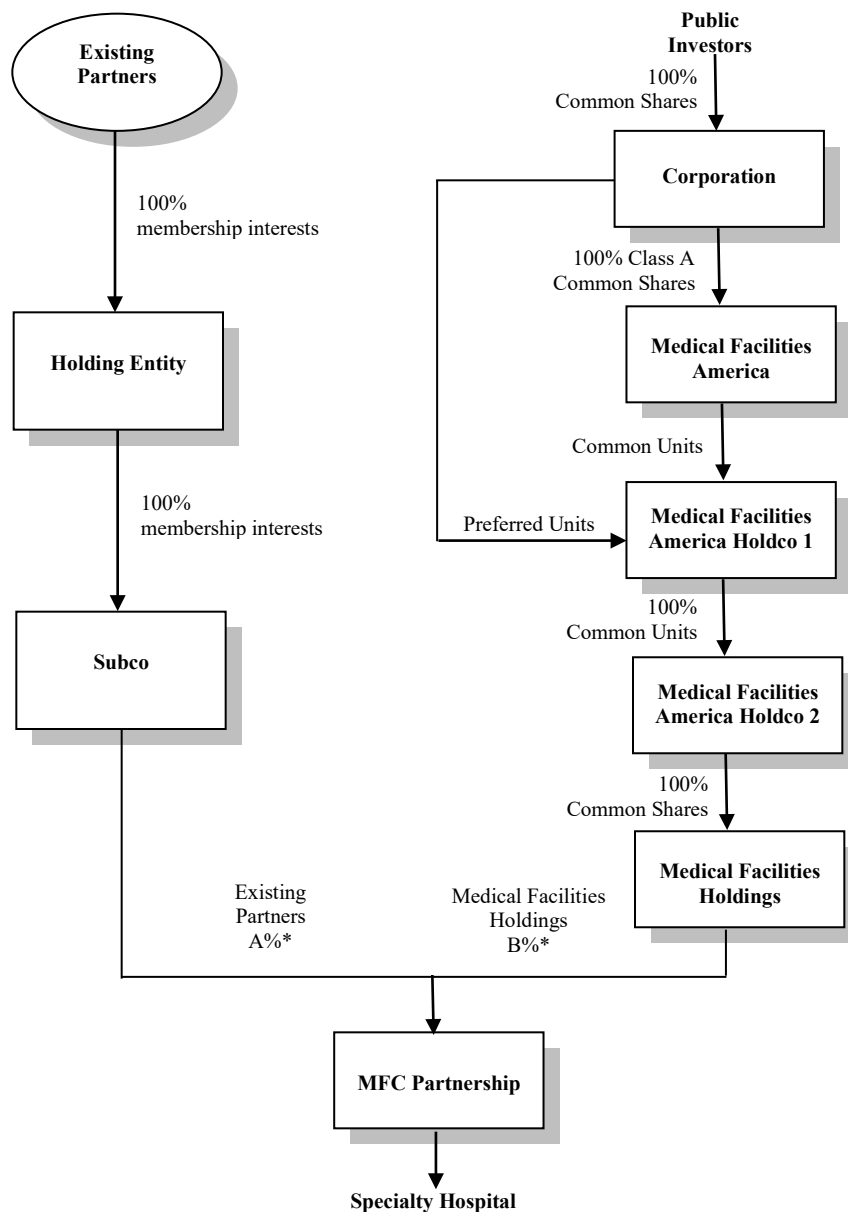 Existing
Partners
100%
membership interests
Holding Entity
100%
membership interests
Subco
Existing
Partners
A%*
Public
Investors
100%
Common Shares
Corporation
100% Class A
Common Shares
Medical Facilities
America
Common Units
Preferred Units
Medical Facilities
America Holdco 1
100%
Common Units
Medical Facilities
America Holdco 2
100%
Common Shares
Medical Facilities
Holdings
Medical Facilities
Holdings
B%*
MFC Partnership
Specialty Hospital